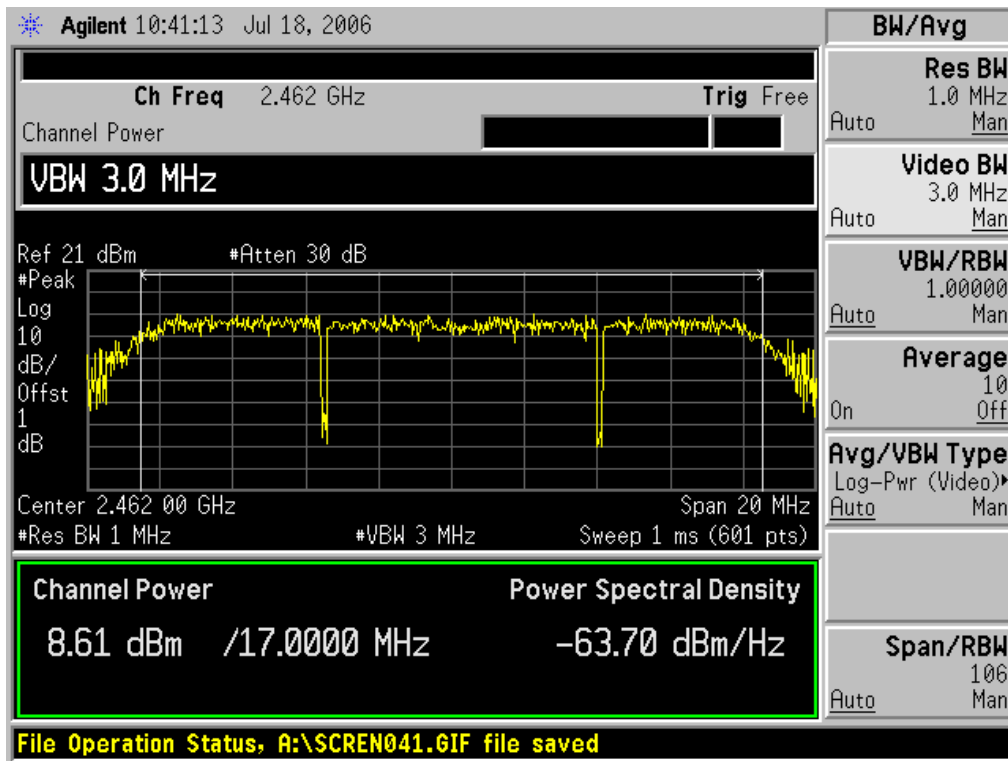 Agilent 10:41:13 Jul 18, 2006
Ch Freq 2.462 GHz Trig Free
Channel Power
VBW 3.0 MHz
Ref 21 dBm #Atten 30 dB
#Peak
Log
10
dB/
Offst
1
dB
Center 2.462 00 GHz Span 20 MHz
#Res BW 1 MHz #VBW 3 MHz Sweep 1 ms (601 pts)
Channel Power Power Spectral Density
8.61 dBm /17.0000 MHz -63.70 dBm/Hz
File Operation Status, A:\SCREN041.GIF file saved
BW/Avg
Res BW
1.0 MHz
Auto Man
Video BW
3.0 MHz
Auto Man
VBW/RBW
1.00000
Auto Man
Average
10
On Off
Avg/VBW Type
Log-Pwr (Video)
Auto Man
Span/RBW
106
Auto Man